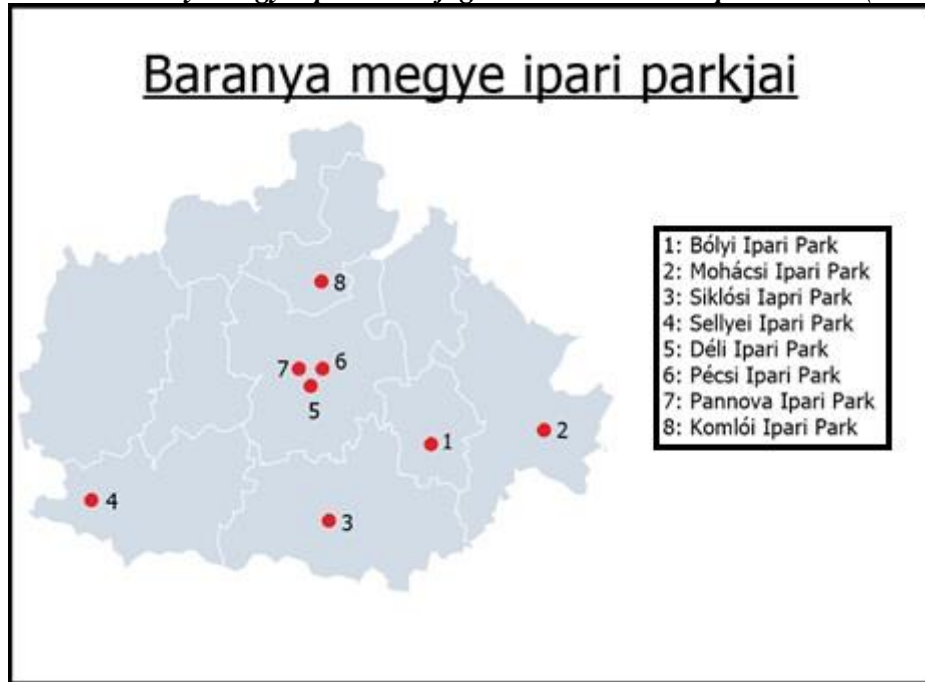 Baranya megye ipari parkjai
8
7
6
5
1
2
4
3
1: Bólyi Ipari Park
2: Mohácsi Ipari Park
3: Siklósi Iapri Park
4: Sellyei Ipari Park
5: Déli Ipari Park
6: Pécsi Ipari Park
7: Pannova Ipari Park
8: Komlói Ipari Park